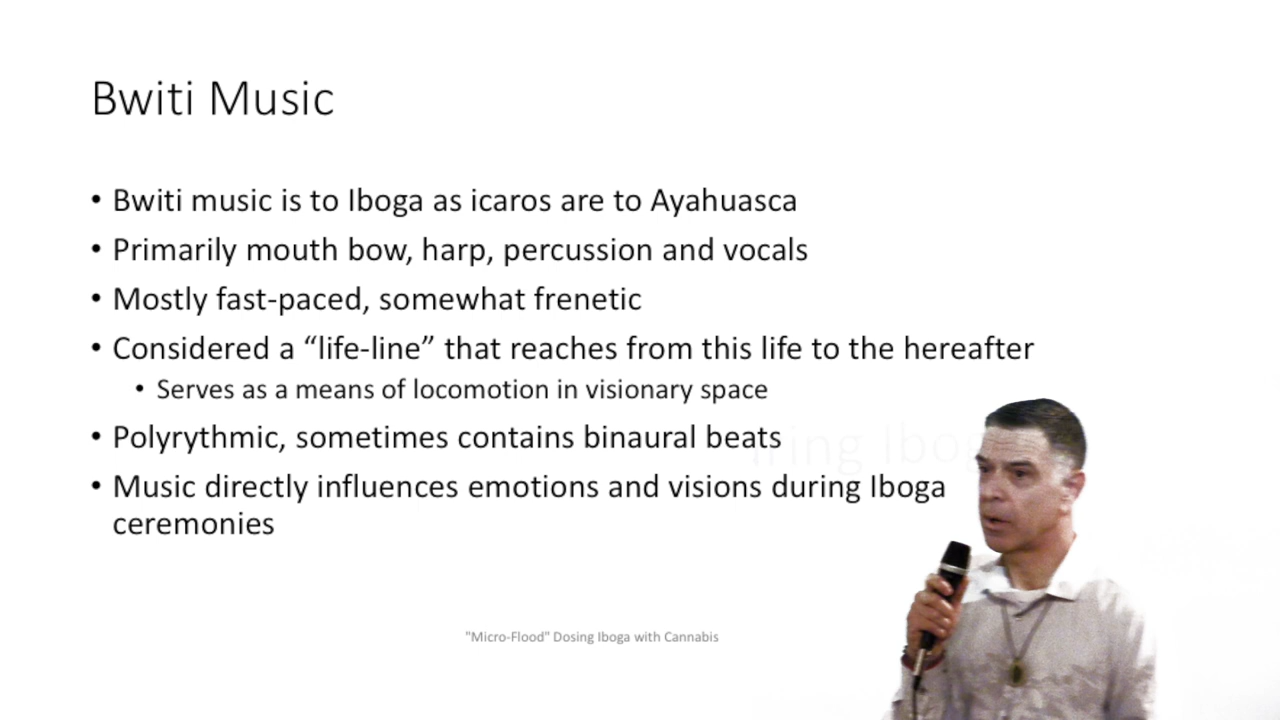 Bwiti Music
• Bwiti music is to Iboga as icaros are to Ayahuasca
• Primarily mouth bow, harp, percussion and vocals
• Mostly fast-paced, somewhat frenetic
• Considered a “life-line” that reaches from this life to the hereafter
• Serves as a means of locomotion in visionary space
• Polyrythmic, sometimes contains binaural beats
• Music directly influences emotions and visions during Iboga
ceremonies
"Micro-Flood" Dosing Iboga with Cannabis